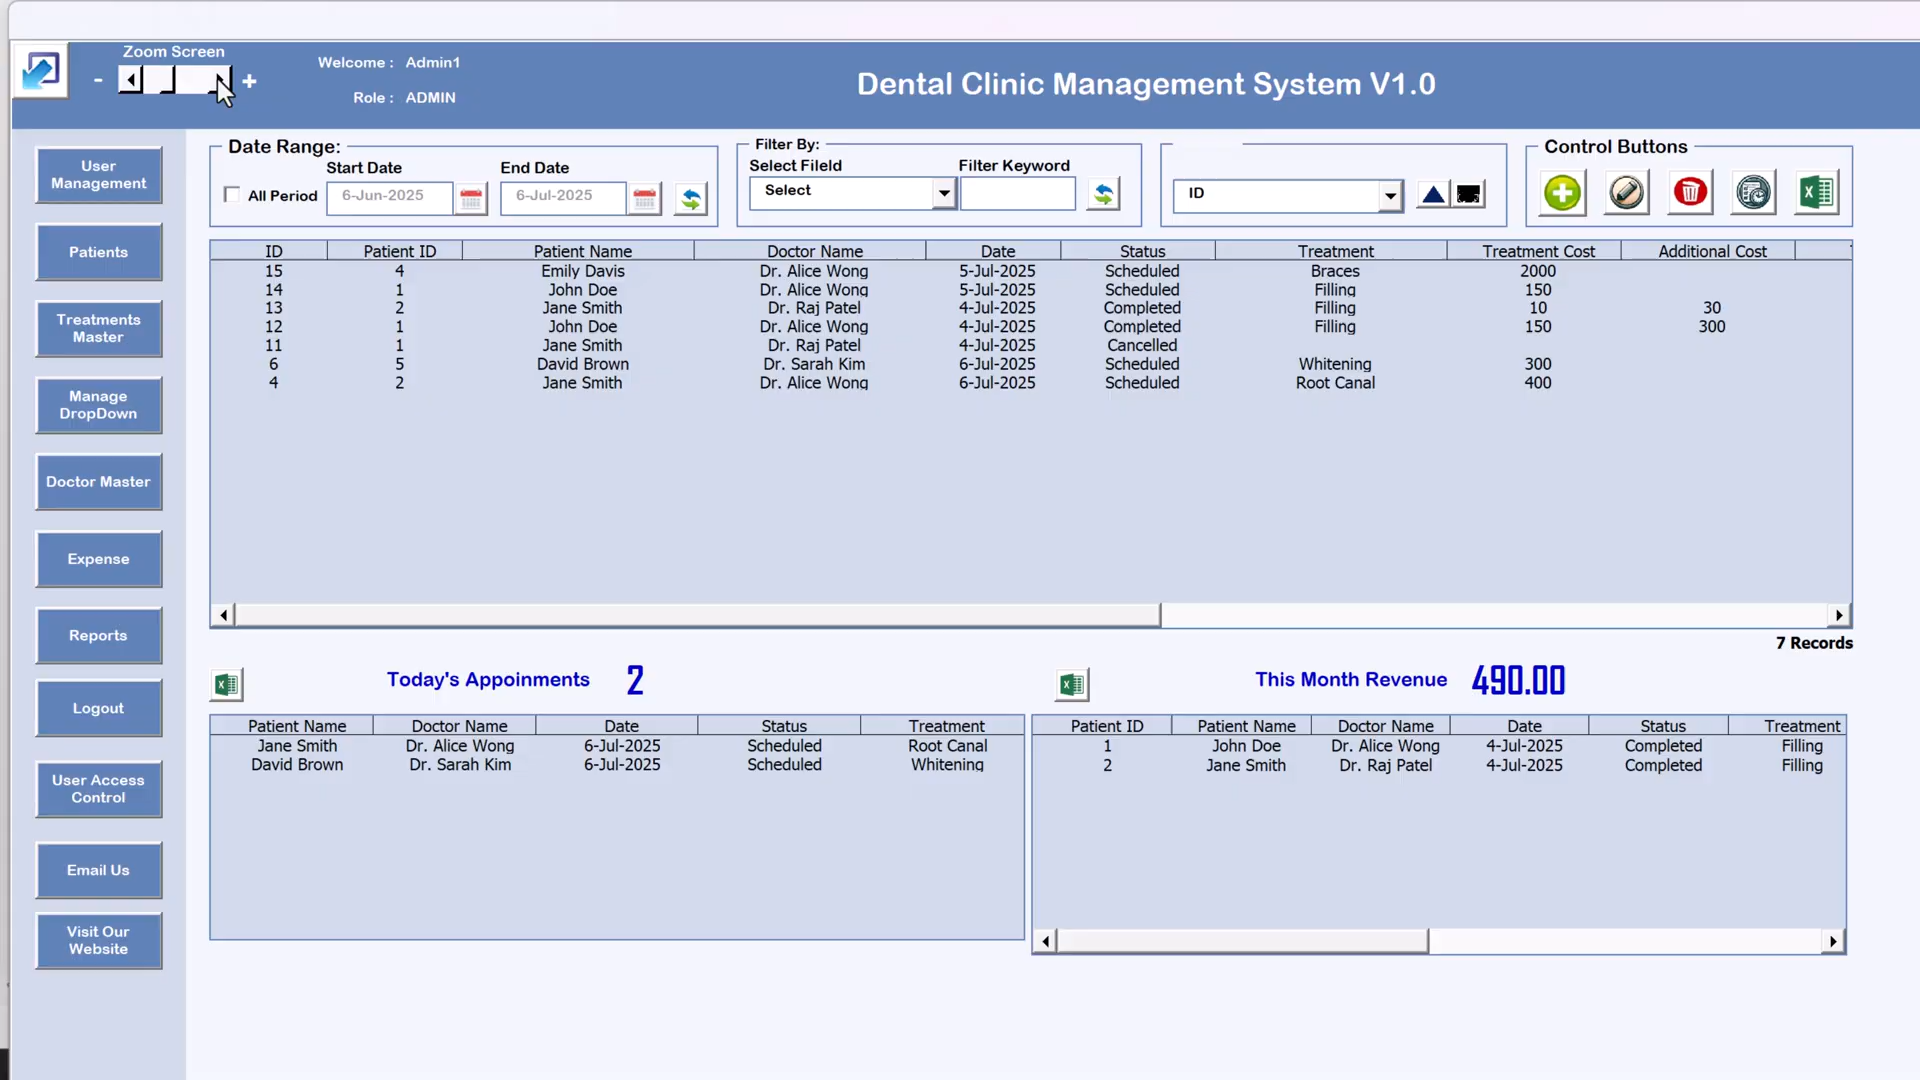 Zoom Screen
- +
Welcome : Admin1
Role : ADMIN
Dental Clinic Management System V1.0
User
Management
Patients
Treatments
Master
Manage
DropDown
Doctor Master
Expense
Reports
Logout
User Access
Control
Email Us
Visit Our
Website
Date Range:
Start Date End Date
All Period 6-Jun-2025 6-Jul-2025
Filter By:
Select Fileld Filter Keyword
Select
ID
Control Buttons
ID Patient ID Patient Name Doctor Name Date Status Treatment Treatment Cost Additional Cost
15 4 Emily Davis Dr. Alice Wong 5-Jul-2025 Scheduled Braces 2000
14 1 John Doe Dr. Alice Wong 5-Jul-2025 Scheduled Filling 150
13 2 Jane Smith Dr. Raj Patel 4-Jul-2025 Completed Filling 10 30
12 1 John Doe Dr. Alice Wong 4-Jul-2025 Completed Filling 150 300
11 1 Jane Smith Dr. Raj Patel 4-Jul-2025 Cancelled
6 5 David Brown Dr. Sarah Kim 6-Jul-2025 Scheduled Whitening 300
4 2 Jane Smith Dr. Alice Wong 6-Jul-2025 Scheduled Root Canal 400
7 Records
Today's Appoinments 2
Patient Name Doctor Name Date Status Treatment
Jane Smith Dr. Alice Wong 6-Jul-2025 Scheduled Root Canal
David Brown Dr. Sarah Kim 6-Jul-2025 Scheduled Whitening
This Month Revenue 490.00
Patient ID Patient Name Doctor Name Date Status Treatment
1 John Doe Dr. Alice Wong 4-Jul-2025 Completed Filling
2 Jane Smith Dr. Raj Patel 4-Jul-2025 Completed Filling